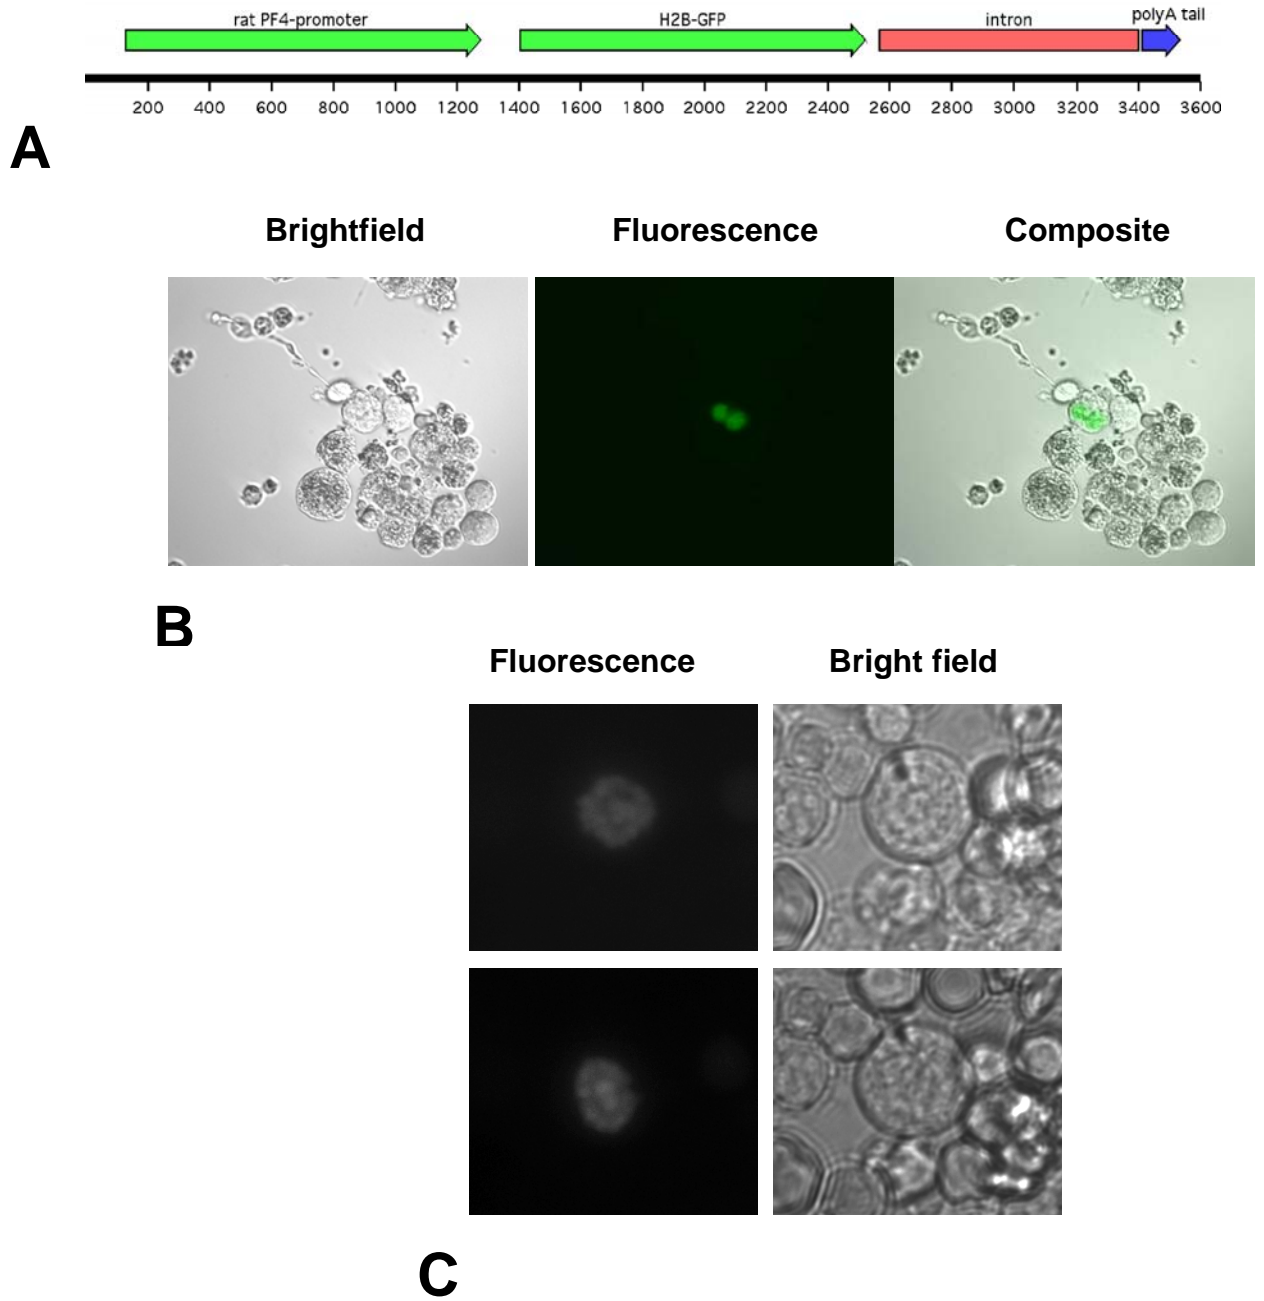 rat PF4-promoter H2B-GFP intron polyA tail
200 400 600 800 1000 1200 1400 1600 1800 2000 2200 2400 2600 2800 3000 3200 3400 3600
A
Brightfield Fluorescence Composite
B
Fluorescence Bright field
C